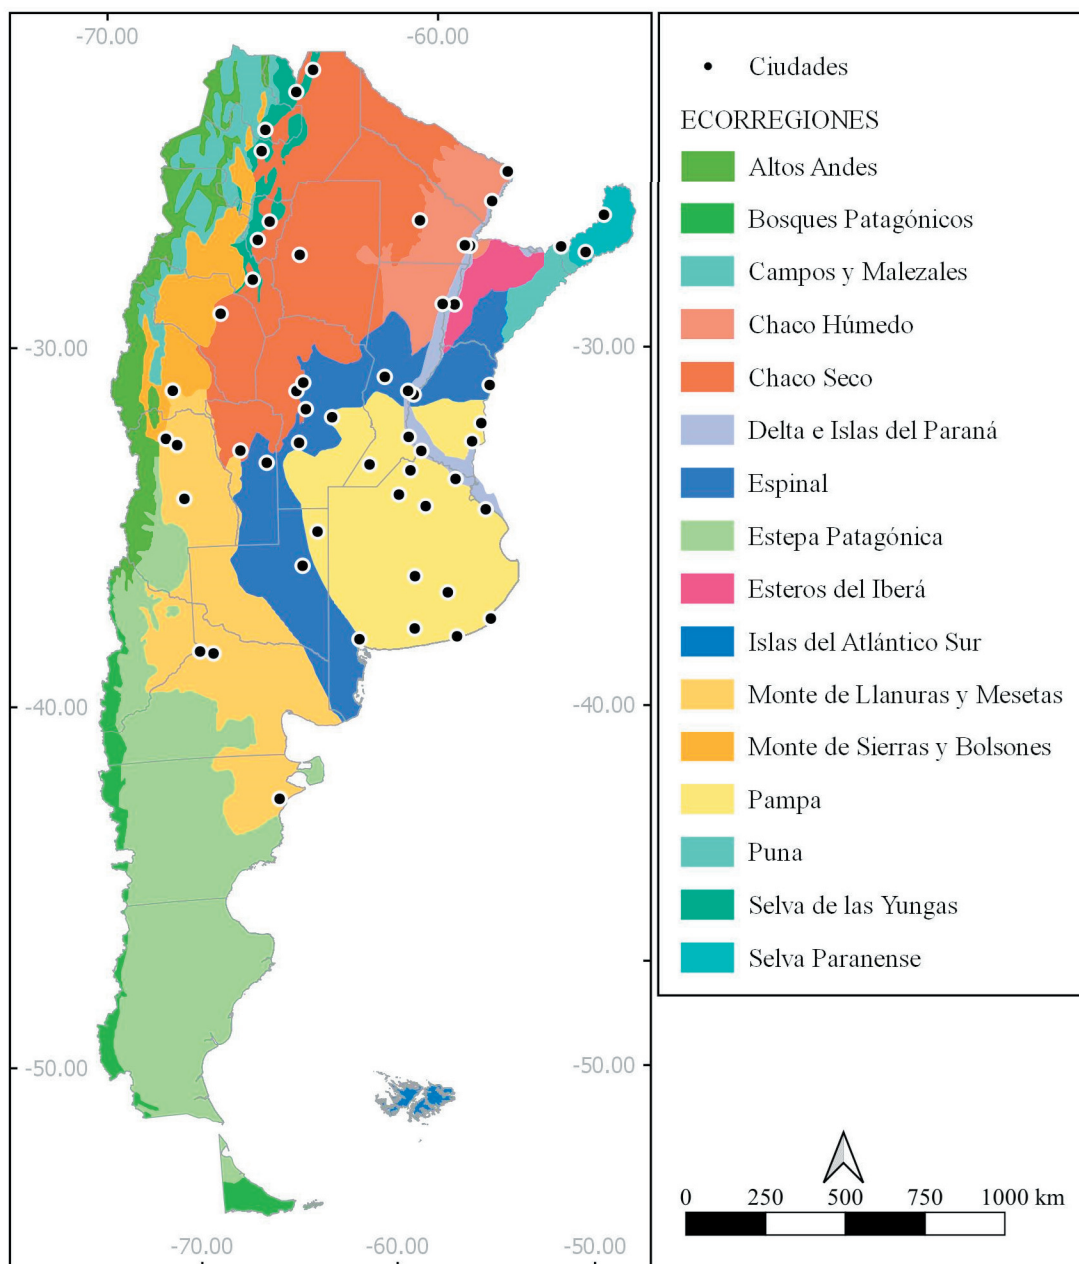 -70.00
-60.00
Ciudades
ECORREGIONES
Altos Andes
Bosques Patagónicos
Campos y Malezales
Chaco Húmedo
Chaco Seco
Delta e Islas del Paraná
Espinal
Estepa Patagónica
Esteros del Iberá
Islas del Atlántico Sur
Monte de Llanuras y Mesetas
Monte de Sierras y Bolsones
Pampa
Puna
Selva de las Yungas
Selva Paranense
-30.00
-30.00
-40.00
-40.00
-50.00
-50.00
0 250 500 750 1000 km
-70.00
-60.00
-50.00